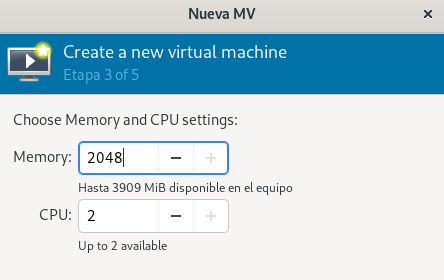 Nueva MV
Create a new virtual machine
Etapa 3 of 5
Choose Memory and CPU settings:
Memory: 2048
Hasta 3909 MiB disponible en el equipo
CPU: 2
Up to 2 available